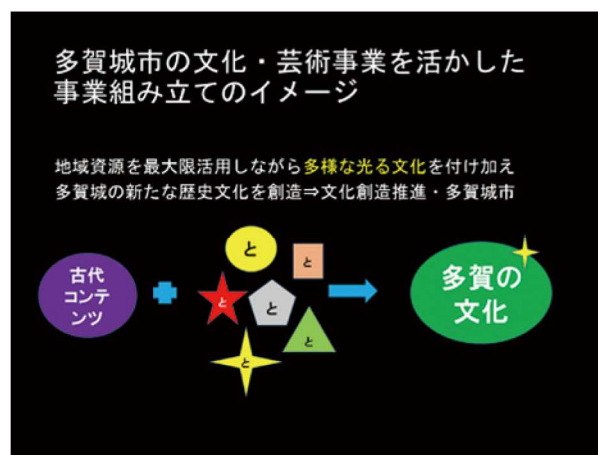 多賀城市の文化・芸術事業を活かした
事業組み立てのイメージ
地域資源を最大限活用しながら多様な光る文化を付け加え
多賀城の新たな歴史文化を創造⇒文化創造推進・多賀城市
古代
コンテ
ンツ
と
と
と
と
と
と
多賀の
文化